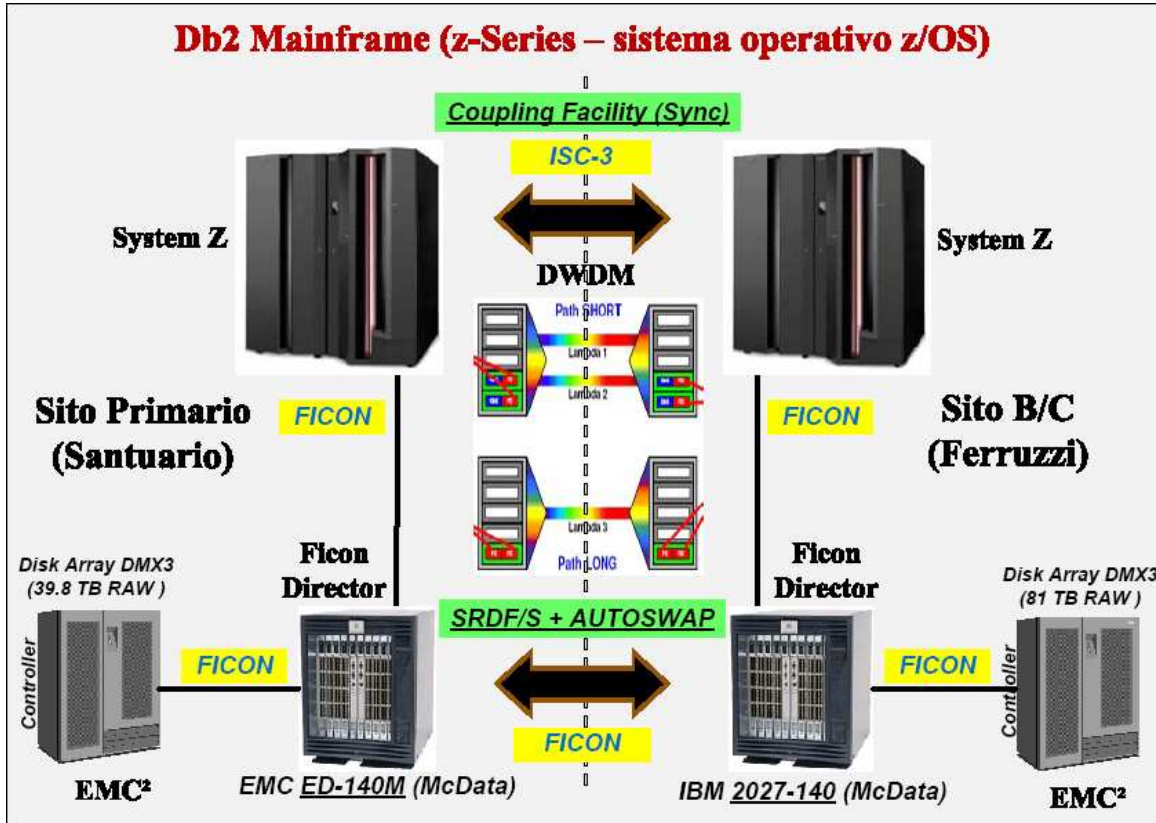 Db2 Mainframe (z-Series – sistema operativo z/OS)
Coupling Facility (Sync)
ISC-3
System Z
System Z
DWDM
Path SHORT
Lambda 1
Lambda 2
FICON
FICON
Sito Primario
(Santuario)
Sito B/C
(Ferruzzi)
Lambda 3
Path LONG
Ficon
Director
Ficon
Director
Disk Array DMX3
(39.8 TB RAW )
Disk Array DMX3
(81 TB RAW )
SRDF/S + AUTOSWAP
Controller
FICON
FICON
Controller
FICON
EMC²
EMC ED-140M (McData)
IBM 2027-140 (McData)
EMC²